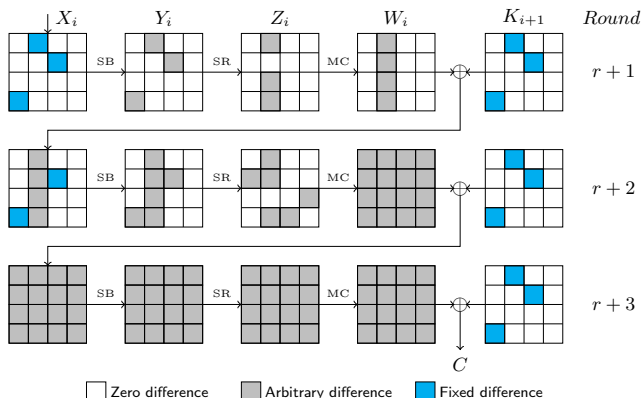 X_i Y_i Z_i W_i K_{i+1} Round
SB SR MC r + 1
SB SR MC r + 2
SB SR MC r + 3
C
Zero difference Arbitrary difference Fixed difference